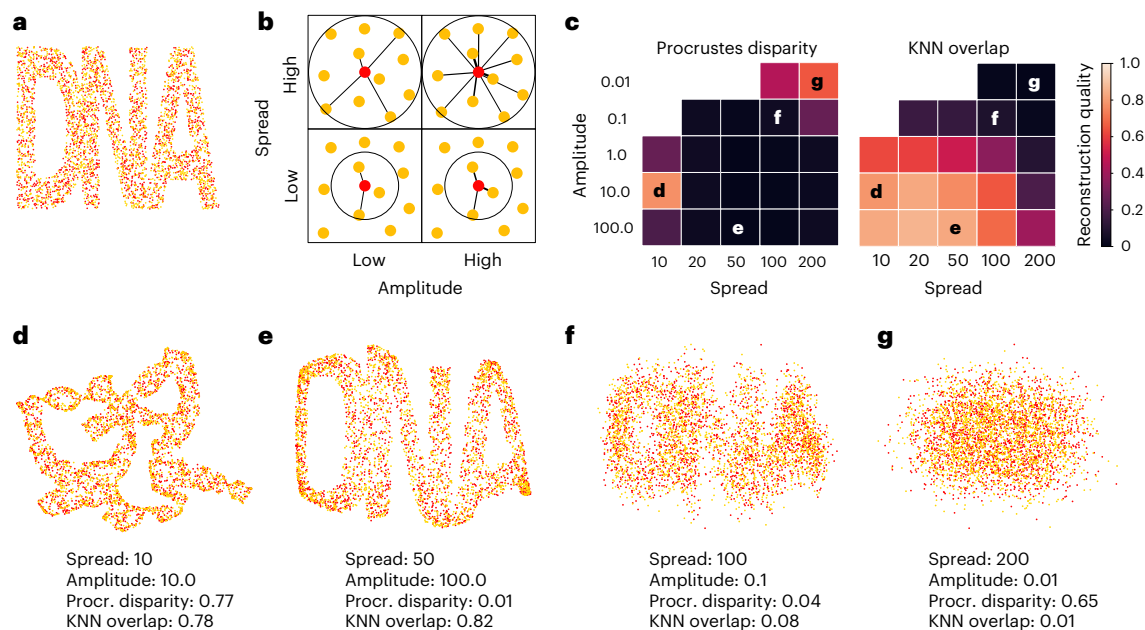 a
b
High
Low
Spread
Low
High
Amplitude
c
Procrustes disparity
KNN overlap
0.01
0.1
1.0
10.0
100.0
Amplitude
g
f
d
e
10
20
50
100
200
Spread
g
f
d
e
10
20
50
100
200
Spread
1.0
0.8
0.6
0.4
0.2
0
Reconstruction quality
DNA
d
Spread: 10
Amplitude: 10.0
Procr. disparity: 0.77
KNN overlap: 0.78
e
Spread: 50
Amplitude: 100.0
Procr. disparity: 0.01
KNN overlap: 0.82
f
Spread: 100
Amplitude: 0.1
Procr. disparity: 0.04
KNN overlap: 0.08
g
Spread: 200
Amplitude: 0.01
Procr. disparity: 0.65
KNN overlap: 0.01